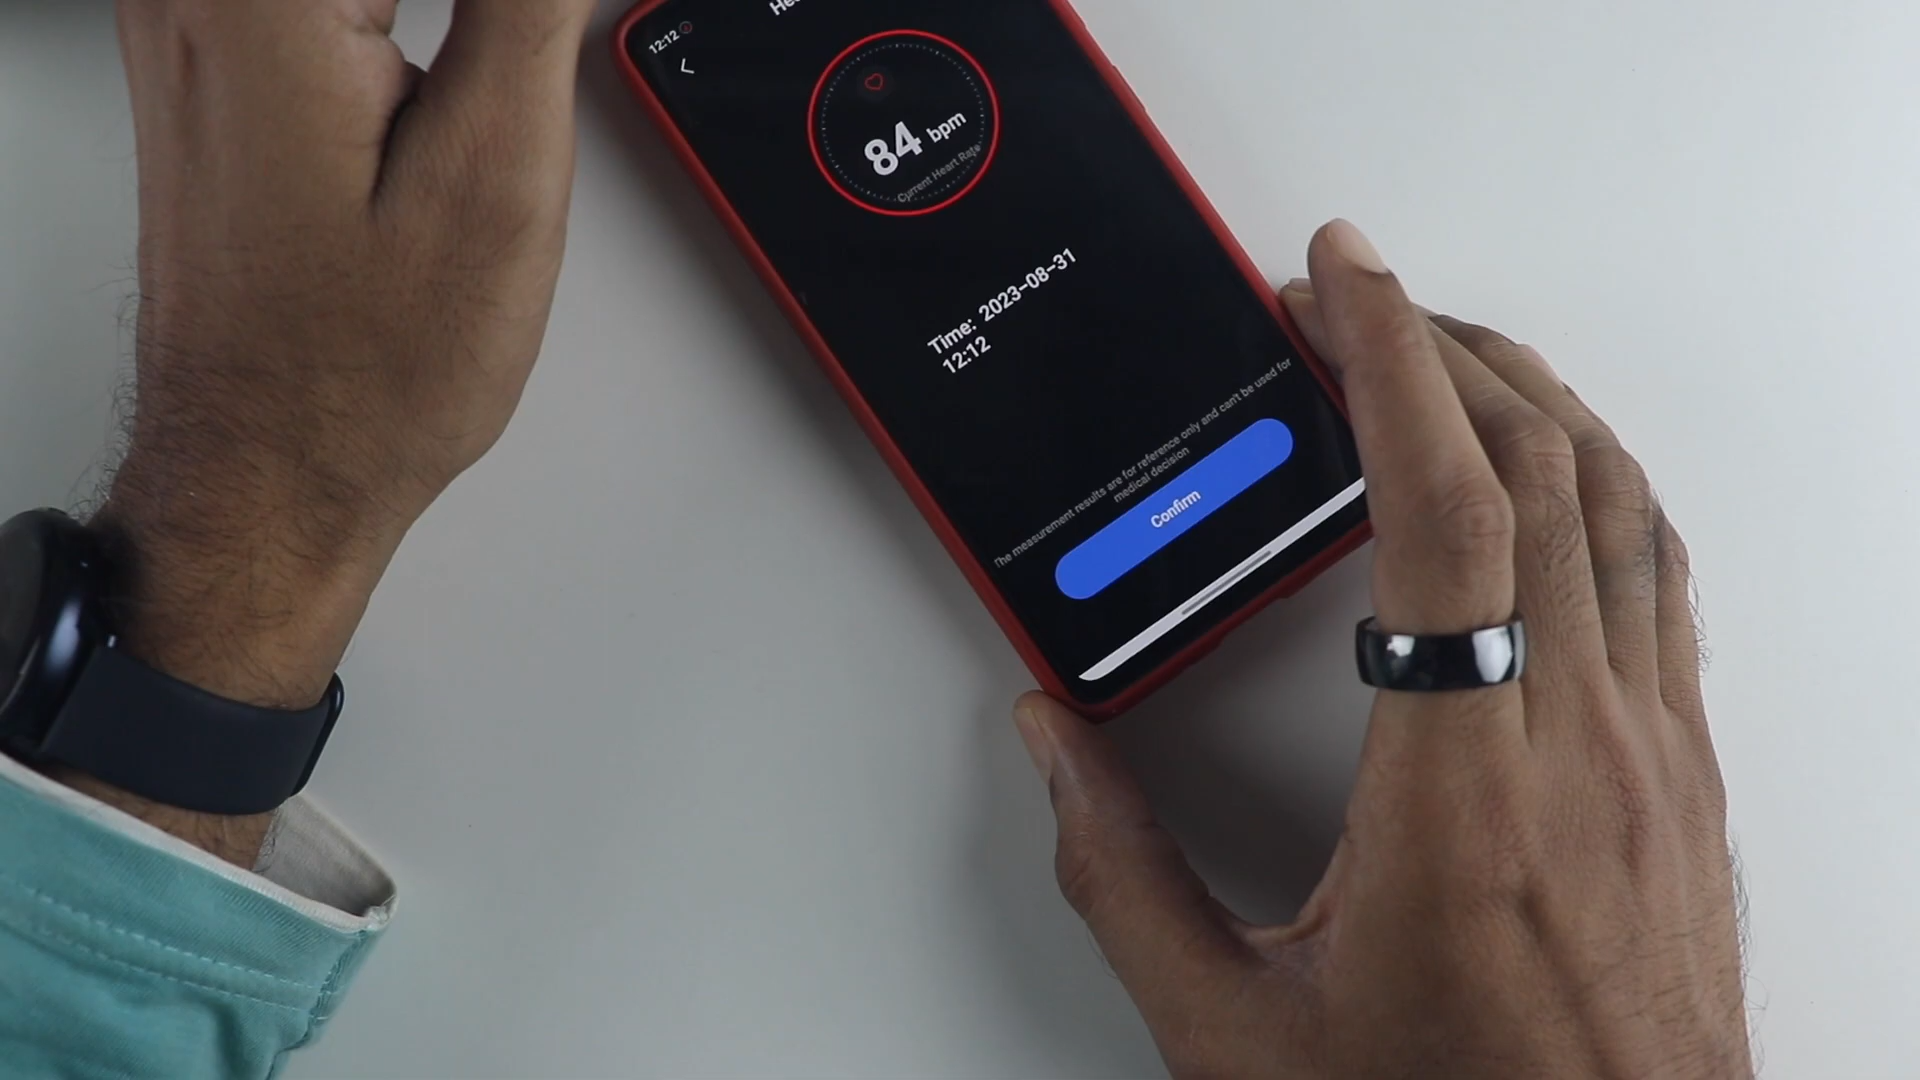 12:12
84 bpm
Current Heart Rate
Time: 2023-08-31
12:12
The measurement results are for reference only and can't be used for
medical decision
Confirm